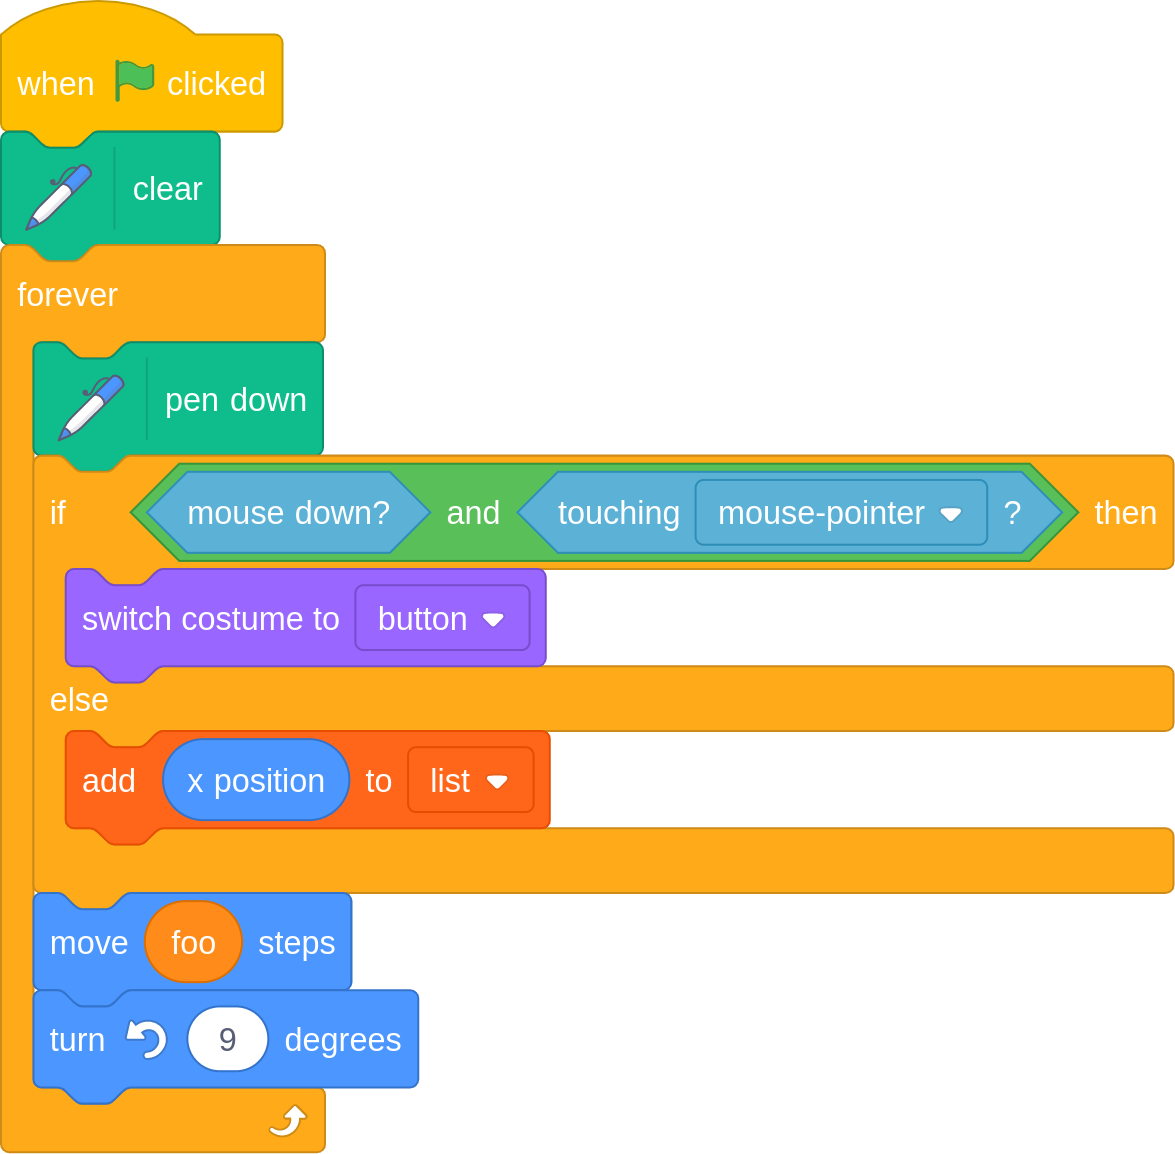 when clicked
clear
forever
pen down
if mouse down? and touching mouse-pointer ? then
switch costume to button
else
add x position to list
move foo steps
turn 9 degrees